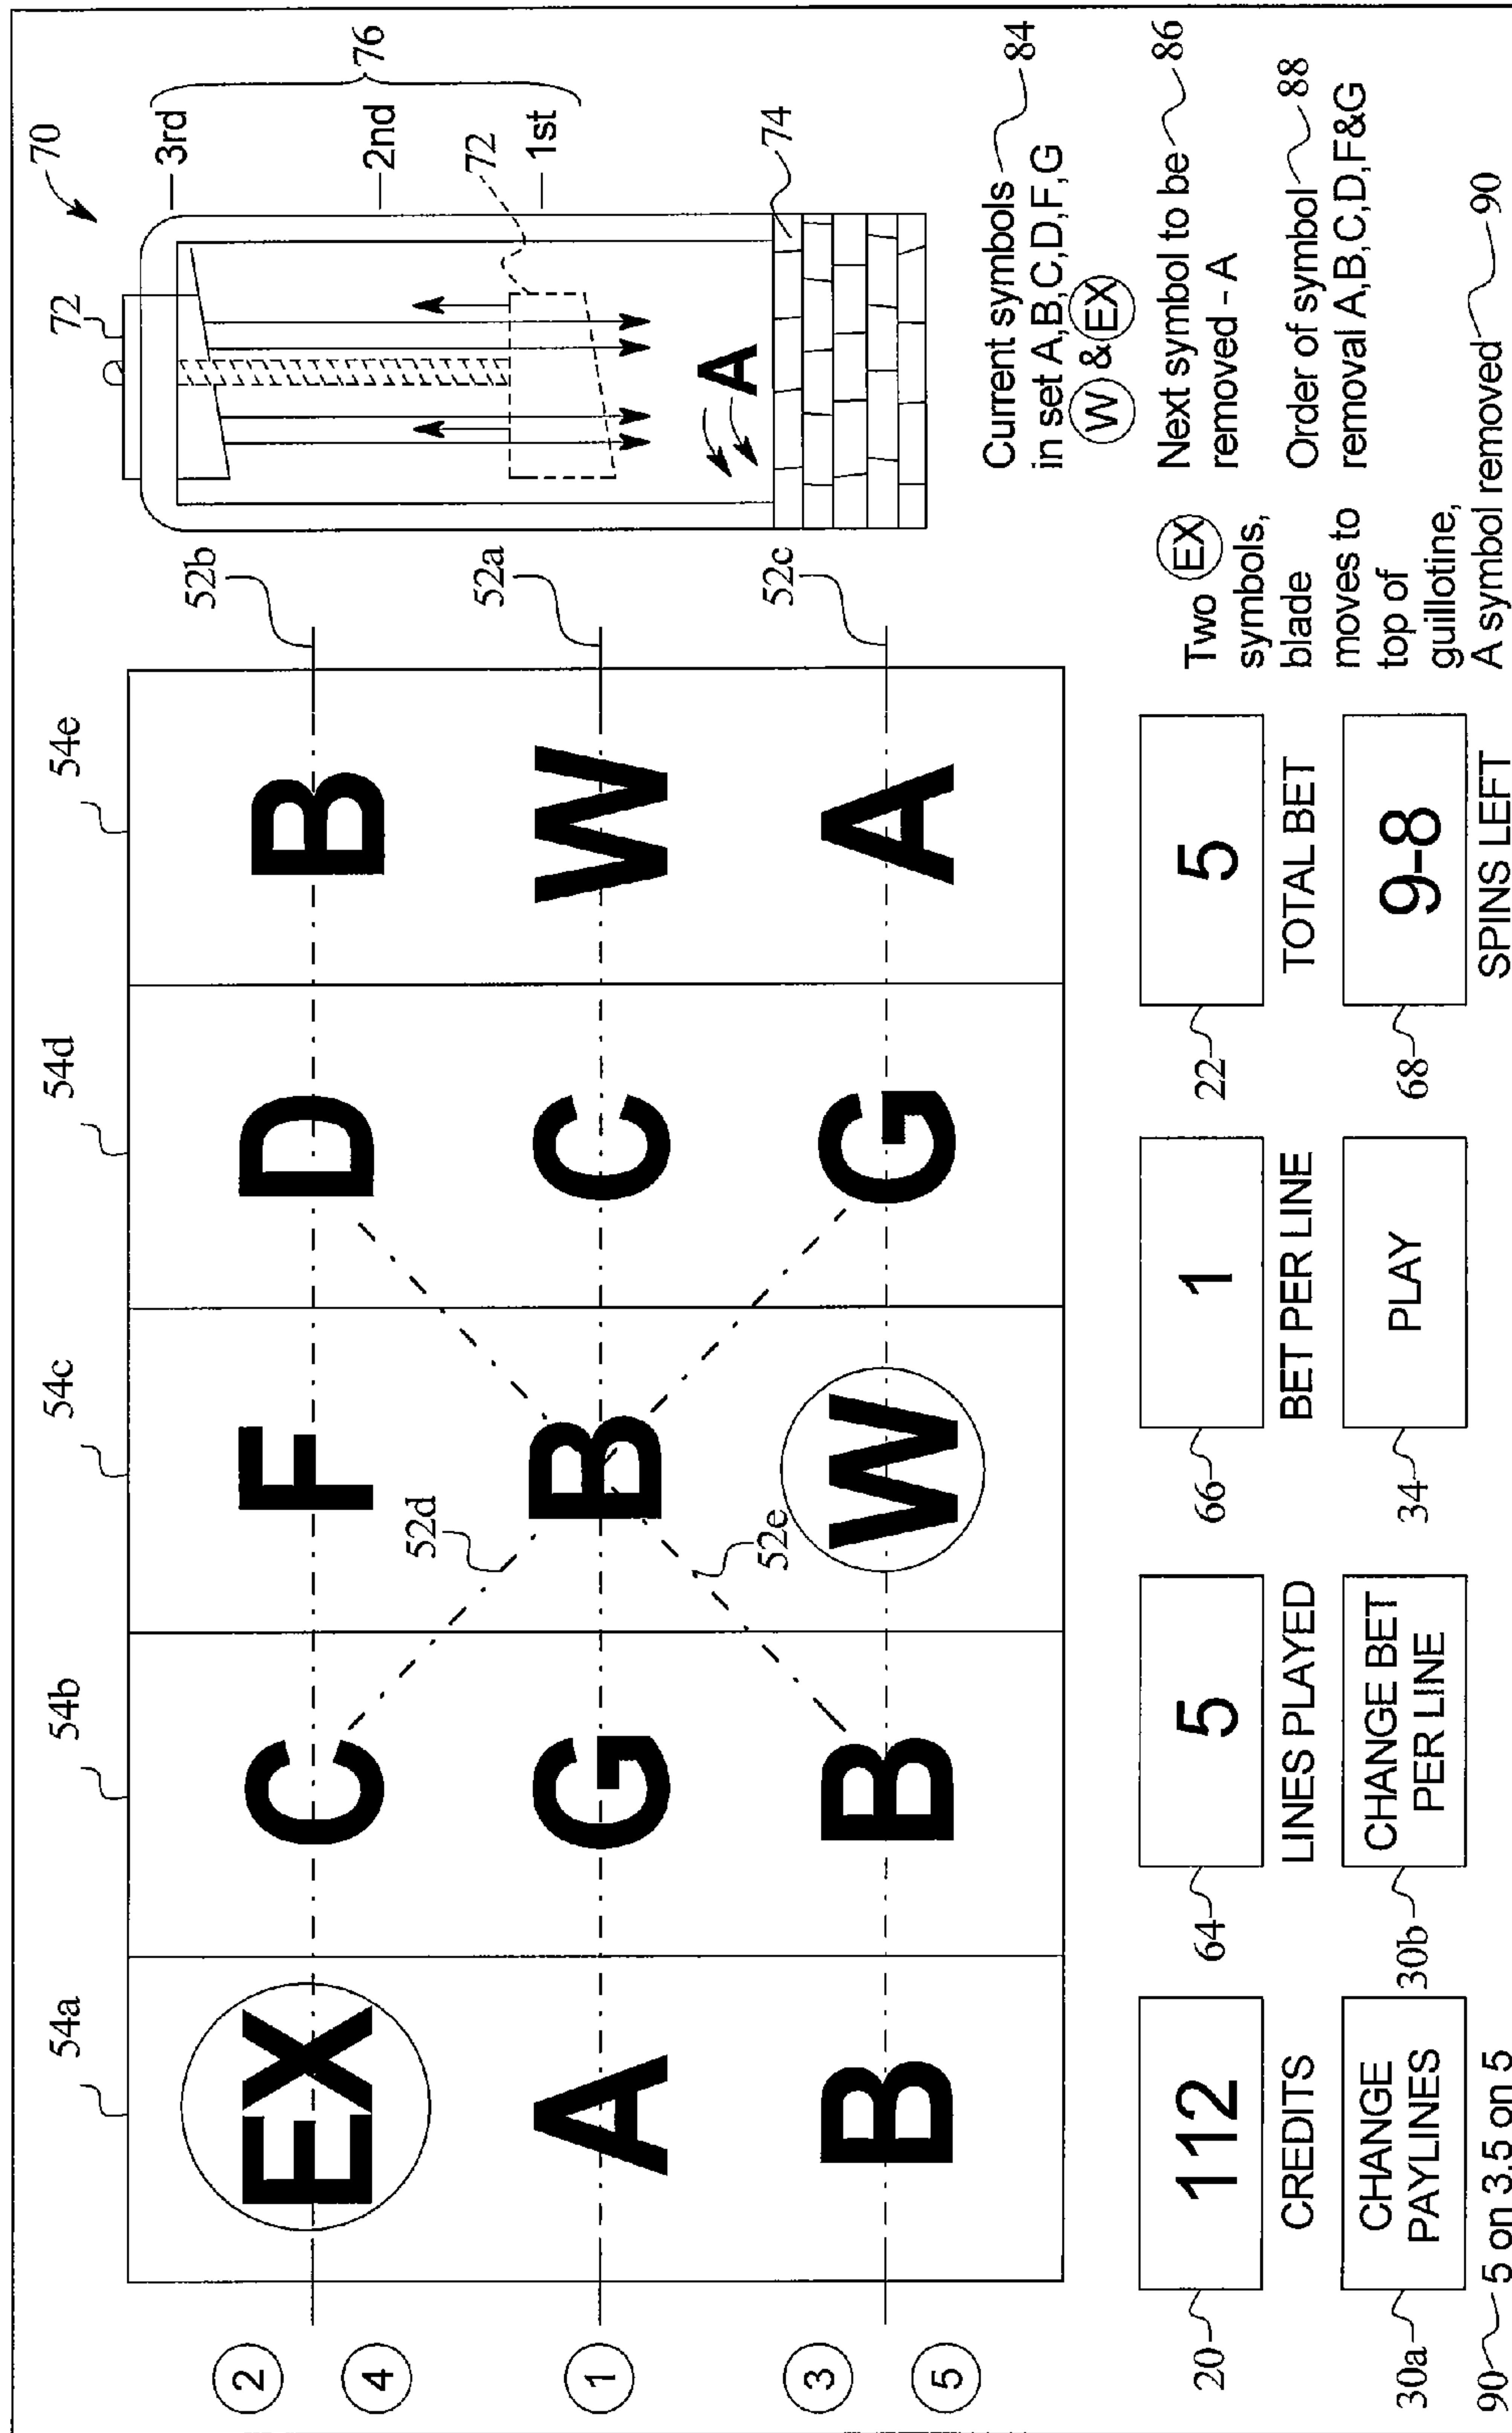 54a 54b 54c 54d 54e
70
72
3rd
2nd
1st
76
72
74
A
52b
52a
52c
2
4
1
3
5
EX C F D B
A G B C W
B B W G A
52d
52e
Current symbols 84
in set A,B,C,D,F,G
W & EX
Next symbol to be 86
removed - A
Order of symbol 88
removal A,B,C,D,F&G
Two EX
symbols,
blade
moves to
top of
guillotine,
A symbol removed 90
20 112 64 5 66 1 22 5
CREDITS LINES PLAYED BET PER LINE TOTAL BET
30a CHANGE
PAYLINES
30b CHANGE BET
PER LINE
34 PLAY
68 9-8
SPINS LEFT
90 5 on 3,5 on 5